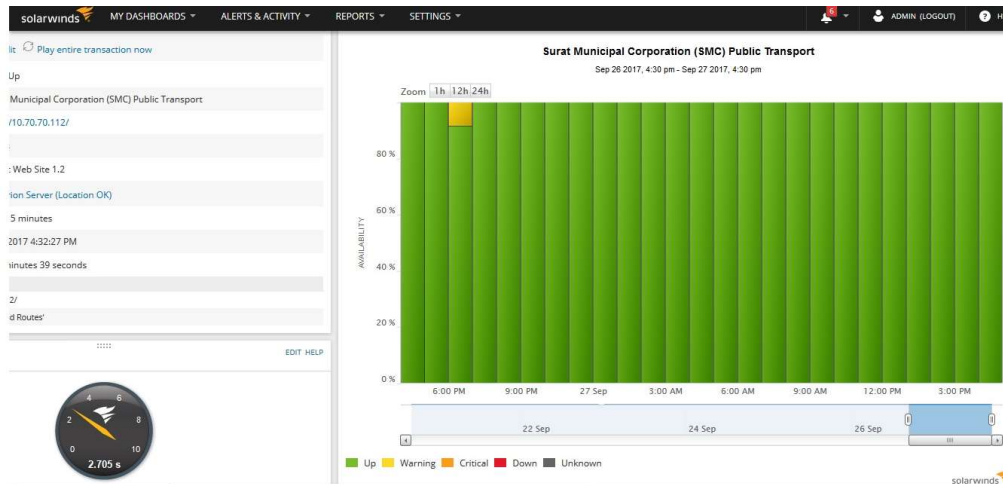 solarwinds MY DASHBOARDS ALERTS & ACTIVITY REPORTS SETTINGS 6 ADMIN (LOGOUT) ?
Play entire transaction now
Up
Municipal Corporation (SMC) Public Transport
/10.70.70.112/
Web Site 1.2
Server (Location OK)
5 minutes
2017 4:32:27 PM
minutes 39 seconds
2/
d Routes'
EDIT HELP
0 2 4 6 8 10
2.705 s
Surat Municipal Corporation (SMC) Public Transport
Sep 26 2017, 4:30 pm - Sep 27 2017, 4:30 pm
Zoom 1h 12h 24h
AVAILABILITY
80 %
60 %
40 %
20 %
0 %
6:00 PM 9:00 PM 27 Sep 3:00 AM 6:00 AM 9:00 AM 12:00 PM 3:00 PM
22 Sep 24 Sep 26 Sep
Up Warning Critical Down Unknown
solarwinds